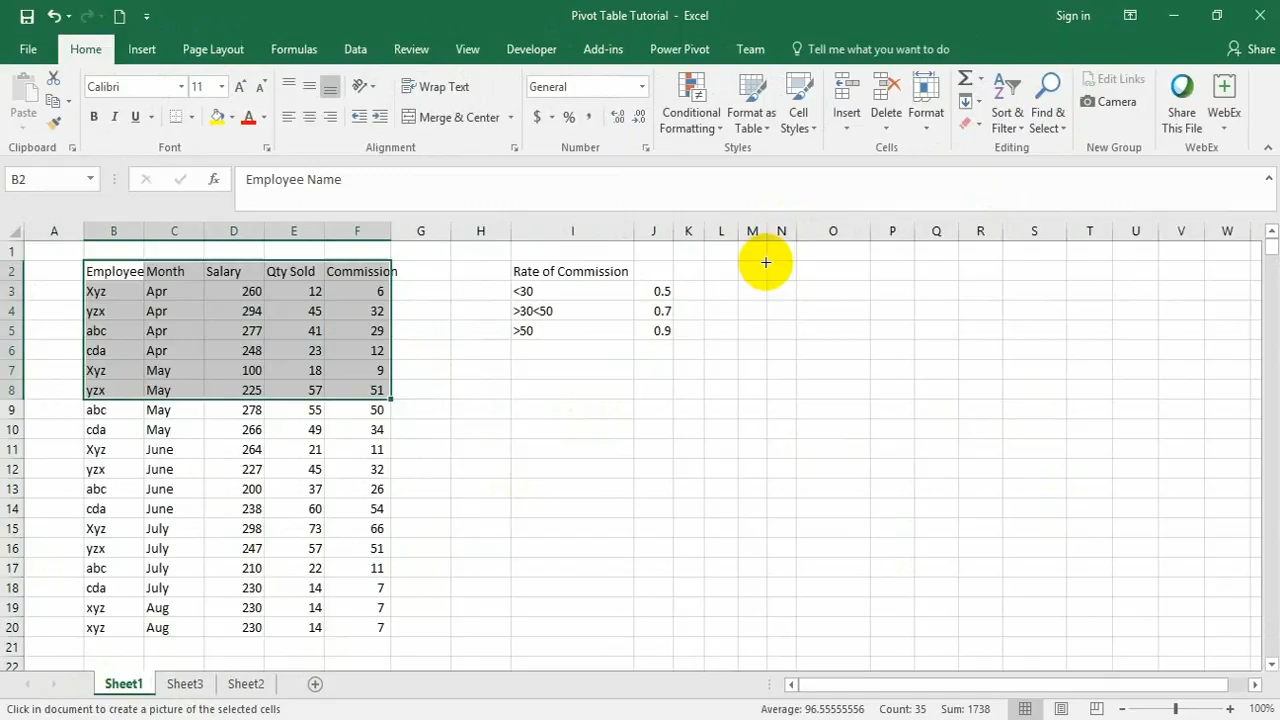 Pivot Table Tutorial - Excel
Sign in
File Home Insert Page Layout Formulas Data Review View Developer Add-ins Power Pivot Team Tell me what you want to do Share
Paste
Calibri 11
Wrap Text
General
Conditional Formatting
Format as Table
Cell Styles
Insert
Delete
Format
Sort & Filter
Find & Select
Edit Links
Camera
Share This File
WebEx
B I U
Merge & Center
$ % ,
Clipboard Font Alignment Number Styles Cells Editing New Group WebEx
B2 fx Employee Name
A B C D E F G H I J K L M N O P Q R S T U V W
1
2 Employee Month Salary Qty Sold Commission Rate of Commission
3 Xyz Apr 260 12 6 <30 0.5
4 yzx Apr 294 45 32 >30<50 0.7
5 abc Apr 277 41 29 >50 0.9
6 cda Apr 248 23 12
7 Xyz May 100 18 9
8 yzx May 225 57 51
9 abc May 278 55 50
10 cda May 266 49 34
11 Xyz June 264 21 11
12 yzx June 227 45 32
13 abc June 200 37 26
14 cda June 238 60 54
15 Xyz July 298 73 66
16 yzx July 247 57 51
17 abc July 210 22 11
18 cda July 230 14 7
19 xyz Aug 230 14 7
20 xyz Aug 230 14 7
21
22
Sheet1 Sheet3 Sheet2
Click in document to create a picture of the selected cells Average: 96.55555556 Count: 35 Sum: 1738 100%